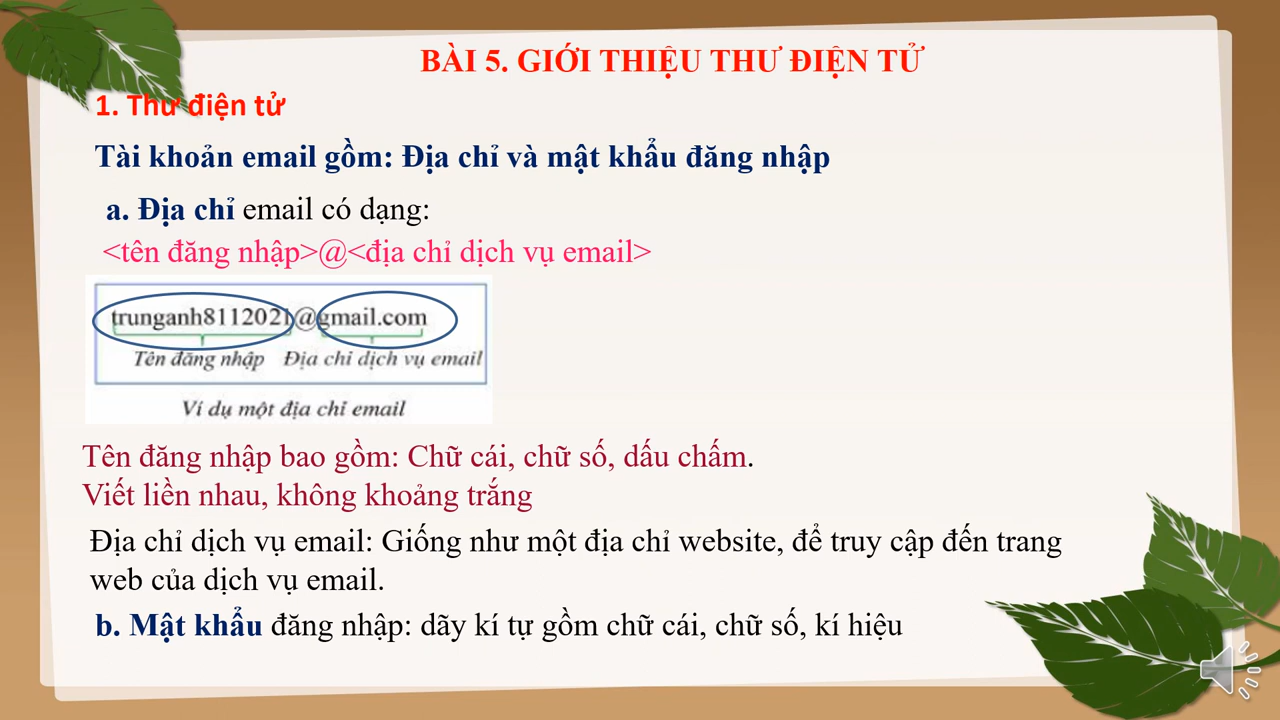 BÀI 5. GIỚI THIỆU THƯ ĐIỆN TỬ
1. Thư điện tử
Tài khoản email gồm: Địa chỉ và mật khẩu đăng nhập
a. Địa chỉ email có dạng:
<tên đăng nhập>@<địa chỉ dịch vụ email>
trunganh8112021@gmail.com
Tên đăng nhập Địa chỉ dịch vụ email
Ví dụ một địa chỉ email
Tên đăng nhập bao gồm: Chữ cái, chữ số, dấu chấm.
Viết liền nhau, không khoảng trắng
Địa chỉ dịch vụ email: Giống như một địa chỉ website, để truy cập đến trang
web của dịch vụ email.
b. Mật khẩu đăng nhập: dãy kí tự gồm chữ cái, chữ số, kí hiệu